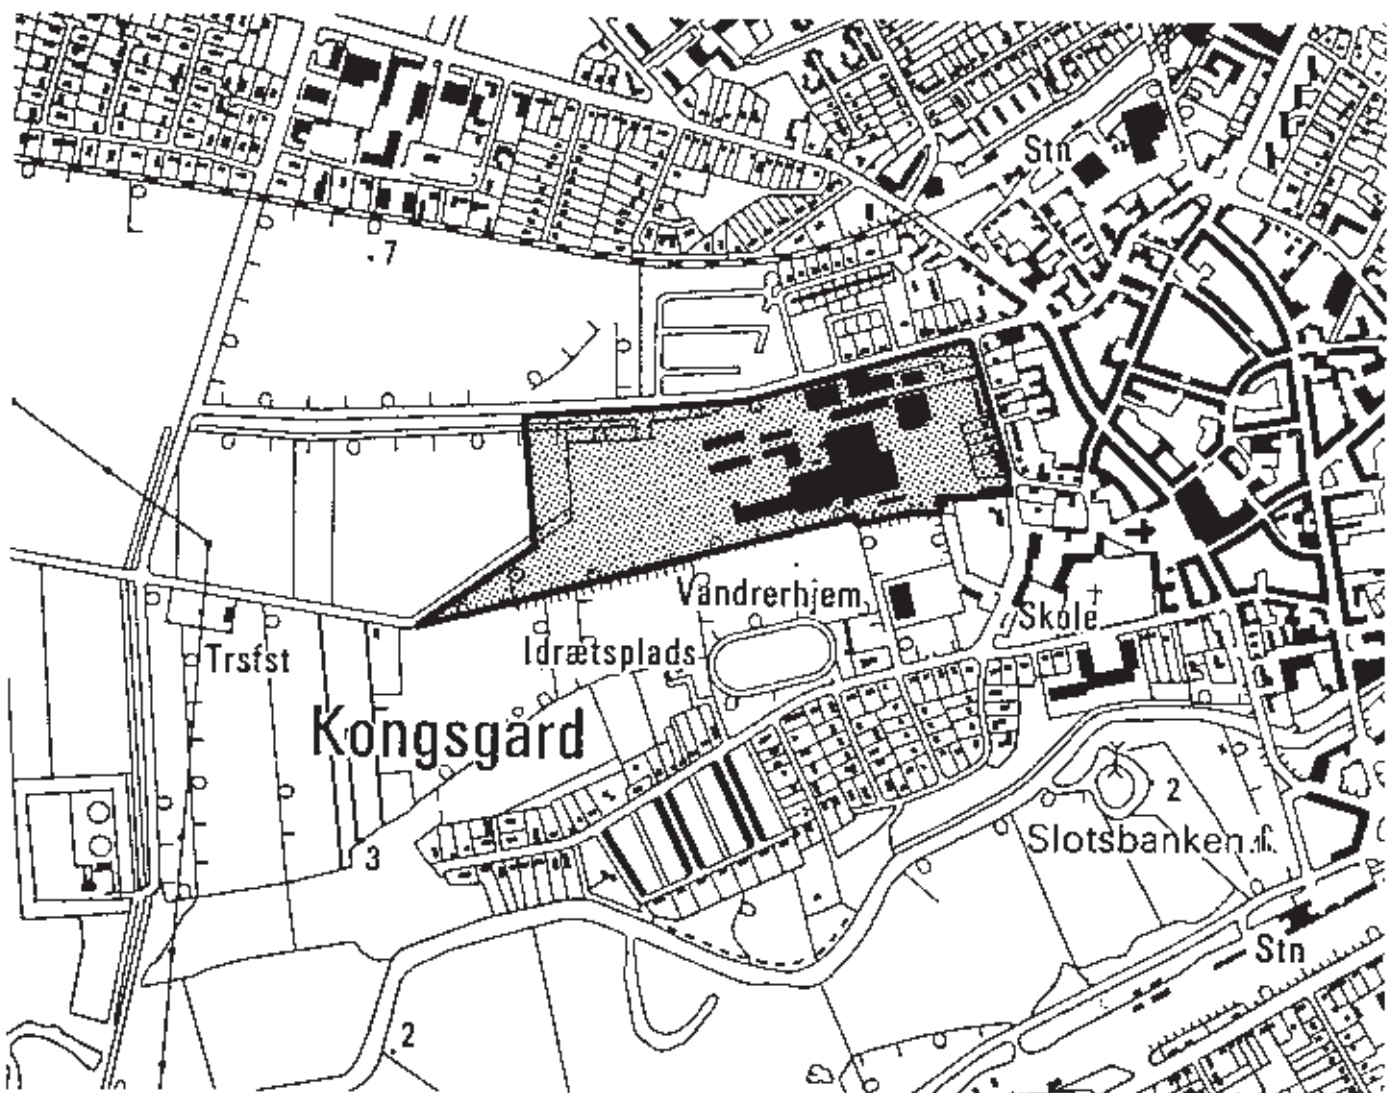 Stn
.7
Vandrerhjem
Skole
Idrætsplads
Trsfst
Kongsgård
2
Slotsbanken
3
Stn
.2